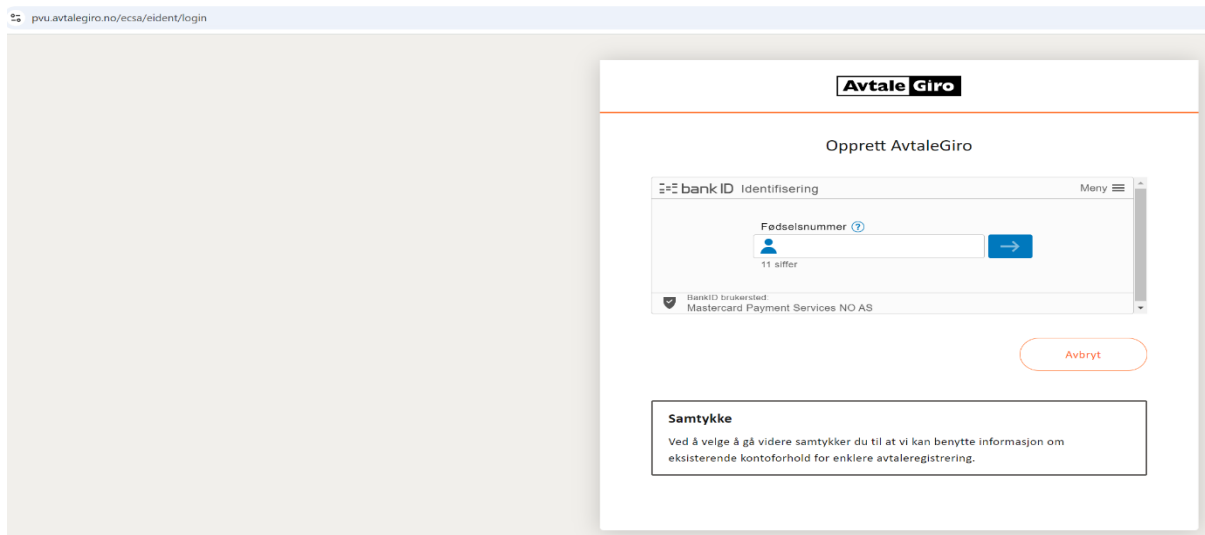 pvu.avtalegiro.no/ecsa/eident/login
Avtale Giro
Opprett AvtaleGiro
bank ID Identifisering
Meny
Fødselsnummer ?
11 siffer
BankID brukersted:
Mastercard Payment Services NO AS
Avbryt
Samtykke
Ved å velge å gå videre samtykker du til at vi kan benytte informasjon om
eksisterende kontoforhold for enklere avtaleregistrering.